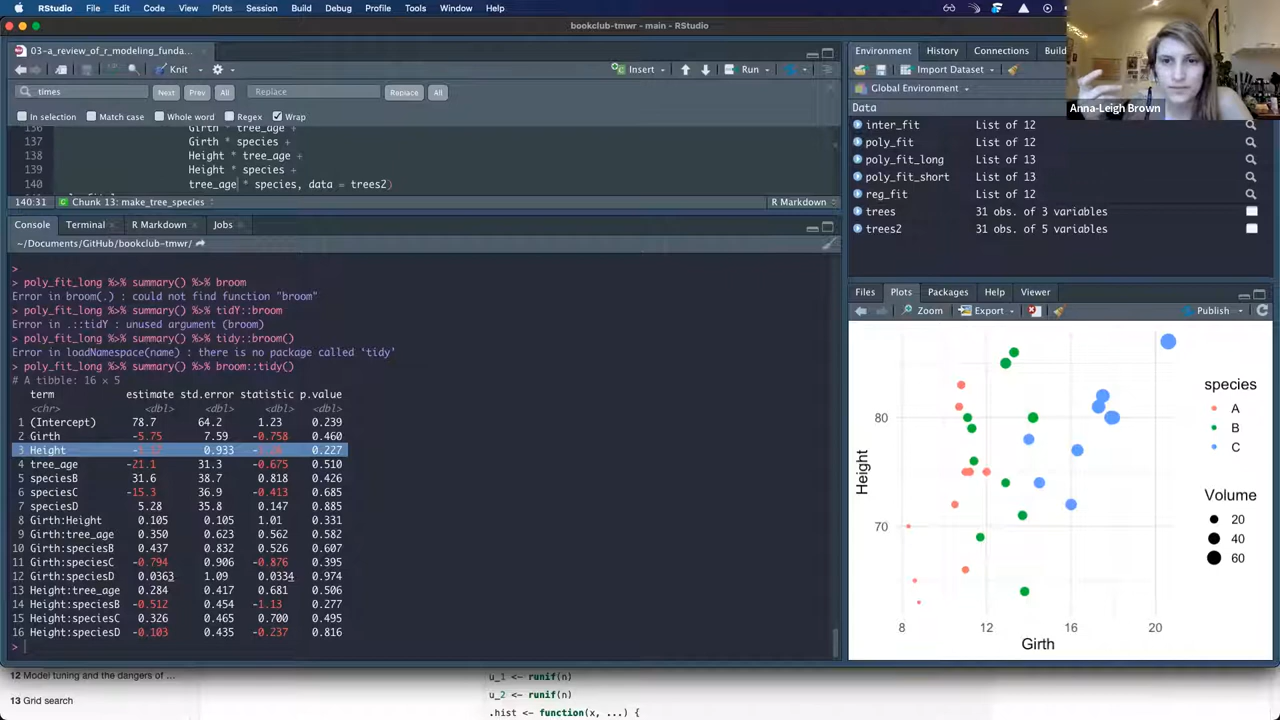 RStudio File Edit Code View Plots Session Build Debug Profile Tools Window Help
bookclub-tmwr - main - RStudio
03-a_review_of_r_modeling_funda...
Knit Insert Run
times Next Prev All Replace Replace All
In selection Match case Whole word Regex Wrap
136 Girth * tree_age +
137 Girth * species +
138 Height * tree_age +
139 Height * species +
140 tree_age * species, data = trees2)
140:31 Chunk 13: make_tree_species R Markdown
Console Terminal R Markdown Jobs
~/Documents/GitHub/bookclub-tmwr/
>
> poly_fit_long %>% summary() %>% broom
Error in broom(.) : could not find function "broom"
> poly_fit_long %>% summary() %>% tidY::broom
Error in .::tidY : unused argument (broom)
> poly_fit_long %>% summary() %>% tidy::broom()
Error in loadNamespace(name) : there is no package called 'tidy'
> poly_fit_long %>% summary() %>% broom::tidy()
# A tibble: 16 × 5
term estimate std.error statistic p.value
<chr> <dbl> <dbl> <dbl> <dbl>
1 (Intercept) 78.7 64.2 1.23 0.239
2 Girth -5.75 7.59 -0.758 0.460
3 Height 0.933 0.227
4 tree_age -21.1 31.3 -0.675 0.510
5 speciesB 31.6 38.7 0.818 0.426
6 speciesC -15.3 36.9 -0.413 0.685
7 speciesD 5.28 35.8 0.147 0.885
8 Girth:Height 0.105 0.105 1.01 0.331
9 Girth:tree_age 0.350 0.623 0.562 0.582
10 Girth:speciesB 0.437 0.832 0.526 0.607
11 Girth:speciesC -0.794 0.906 -0.876 0.395
12 Girth:speciesD 0.0363 1.09 0.0334 0.974
13 Height:tree_age 0.284 0.417 0.681 0.506
14 Height:speciesB -0.512 0.454 -1.13 0.277
15 Height:speciesC 0.326 0.465 0.700 0.495
16 Height:speciesD -0.103 0.435 -0.237 0.816
>
Environment History Connections Build
Import Dataset
Global Environment
Data
inter_fit List of 12
poly_fit List of 12
poly_fit_long List of 13
poly_fit_short List of 13
reg_fit List of 12
trees 31 obs. of 3 variables
trees2 31 obs. of 5 variables
Anna-Leigh Brown
Files Plots Packages Help Viewer
Zoom Export Publish
Height
80
70
8 12 16 20
Girth
species
A
B
C
Volume
20
40
60
12 Model tuning and the dangers of ...
13 Grid search
u_1 <- runif(n)
u_2 <- runif(n)
.hist <- function(x, ...) {